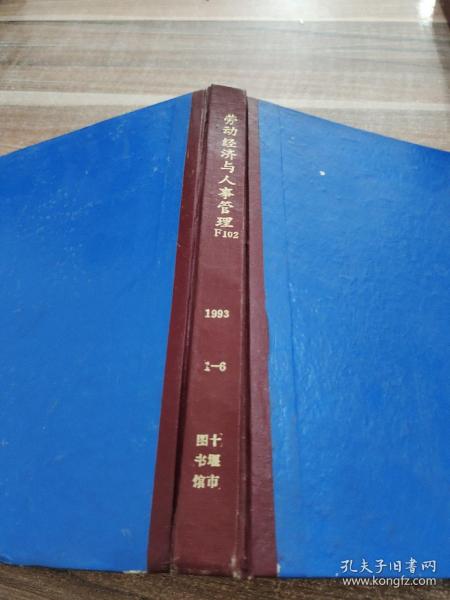 劳动经济与人事管理
F102
1993
1-6
十堰市
图书馆
孔夫子旧书网
www.kongfz.com